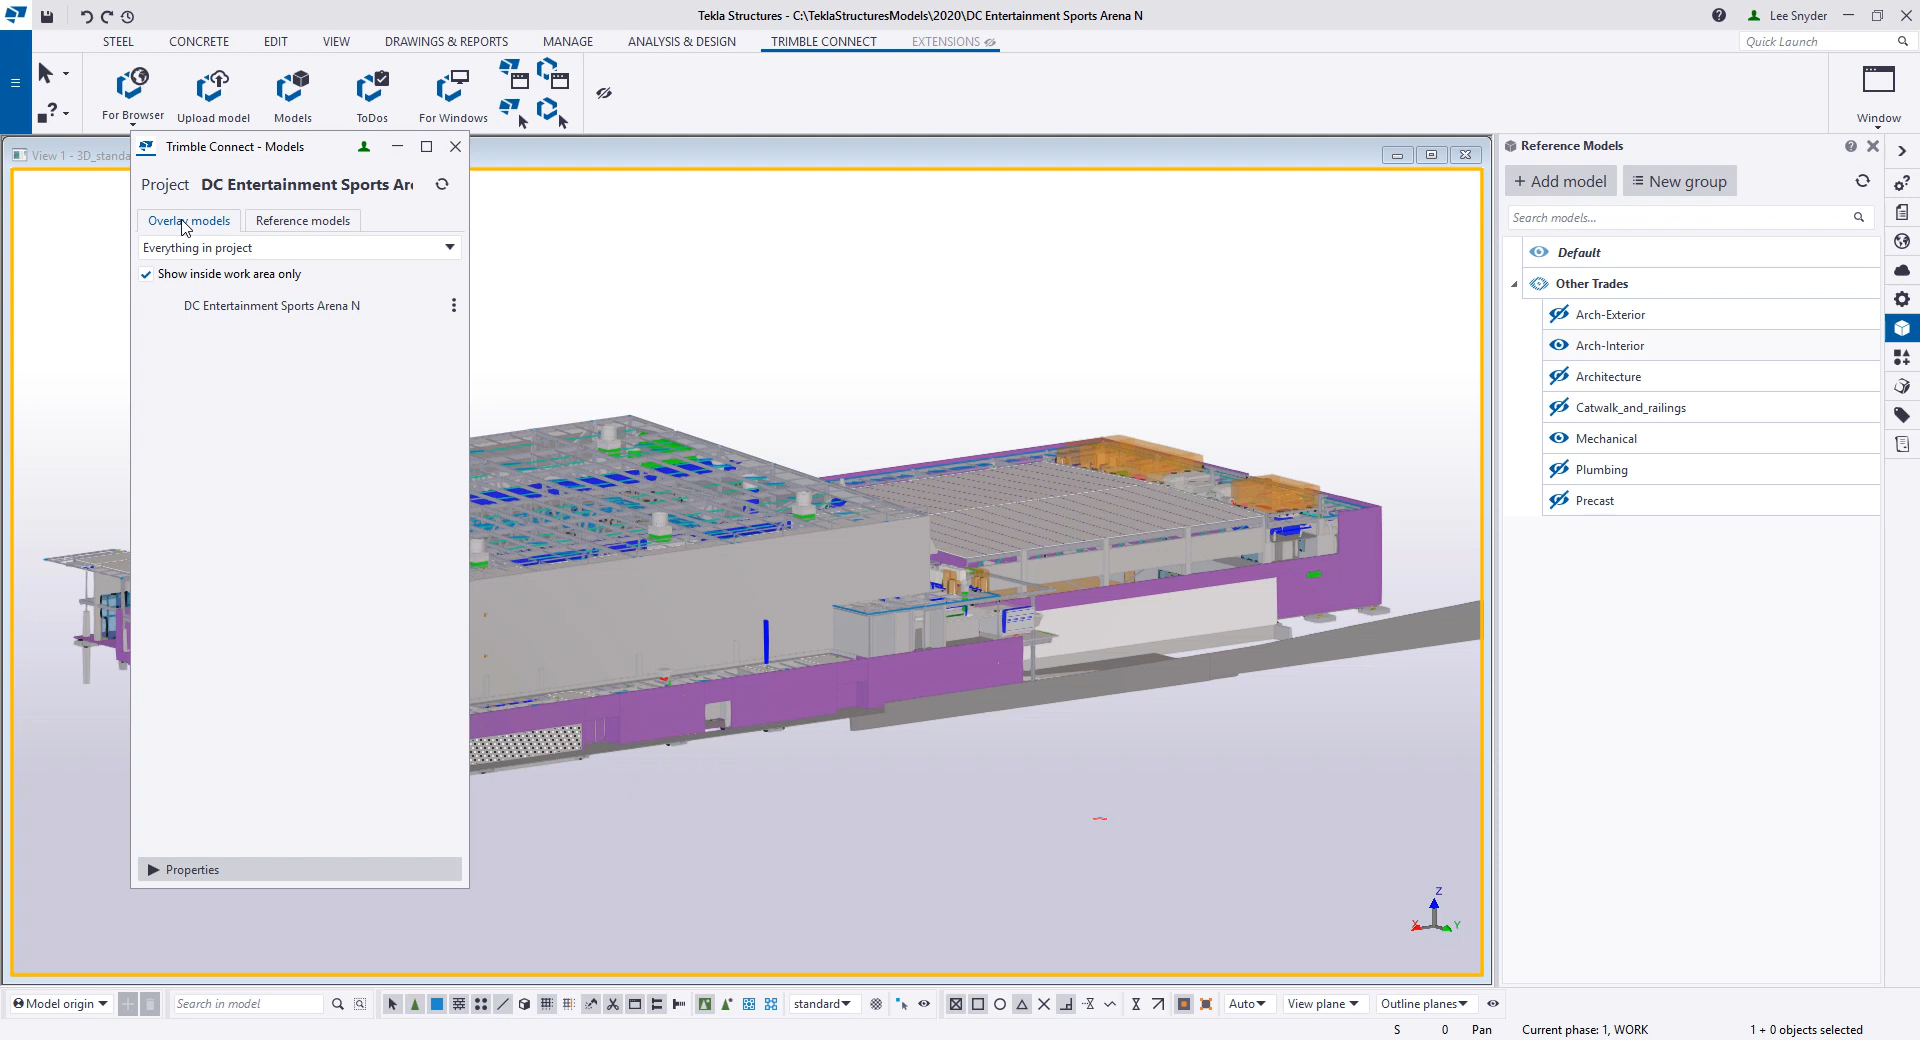 Tekla Structures - C:\TeklaStructuresModels\2020\DC Entertainment Sports Arena N
Lee Snyder
STEEL CONCRETE EDIT VIEW DRAWINGS & REPORTS MANAGE ANALYSIS & DESIGN TRIMBLE CONNECT EXTENSIONS
Quick Launch
For Browser Upload model Models ToDos For Windows
Window
View 1 - 3D_standa
Trimble Connect - Models
Project DC Entertainment Sports Are
Overlay models Reference models
Everything in project
Show inside work area only
DC Entertainment Sports Arena N
Properties
Reference Models
+ Add model New group
Search models...
Default
Other Trades
Arch-Exterior
Arch-Interior
Architecture
Catwalk_and_railings
Mechanical
Plumbing
Precast
Z
X Y
Model origin Search in model standard Auto View plane Outline planes
S 0 Pan Current phase: 1, WORK 1 + 0 objects selected